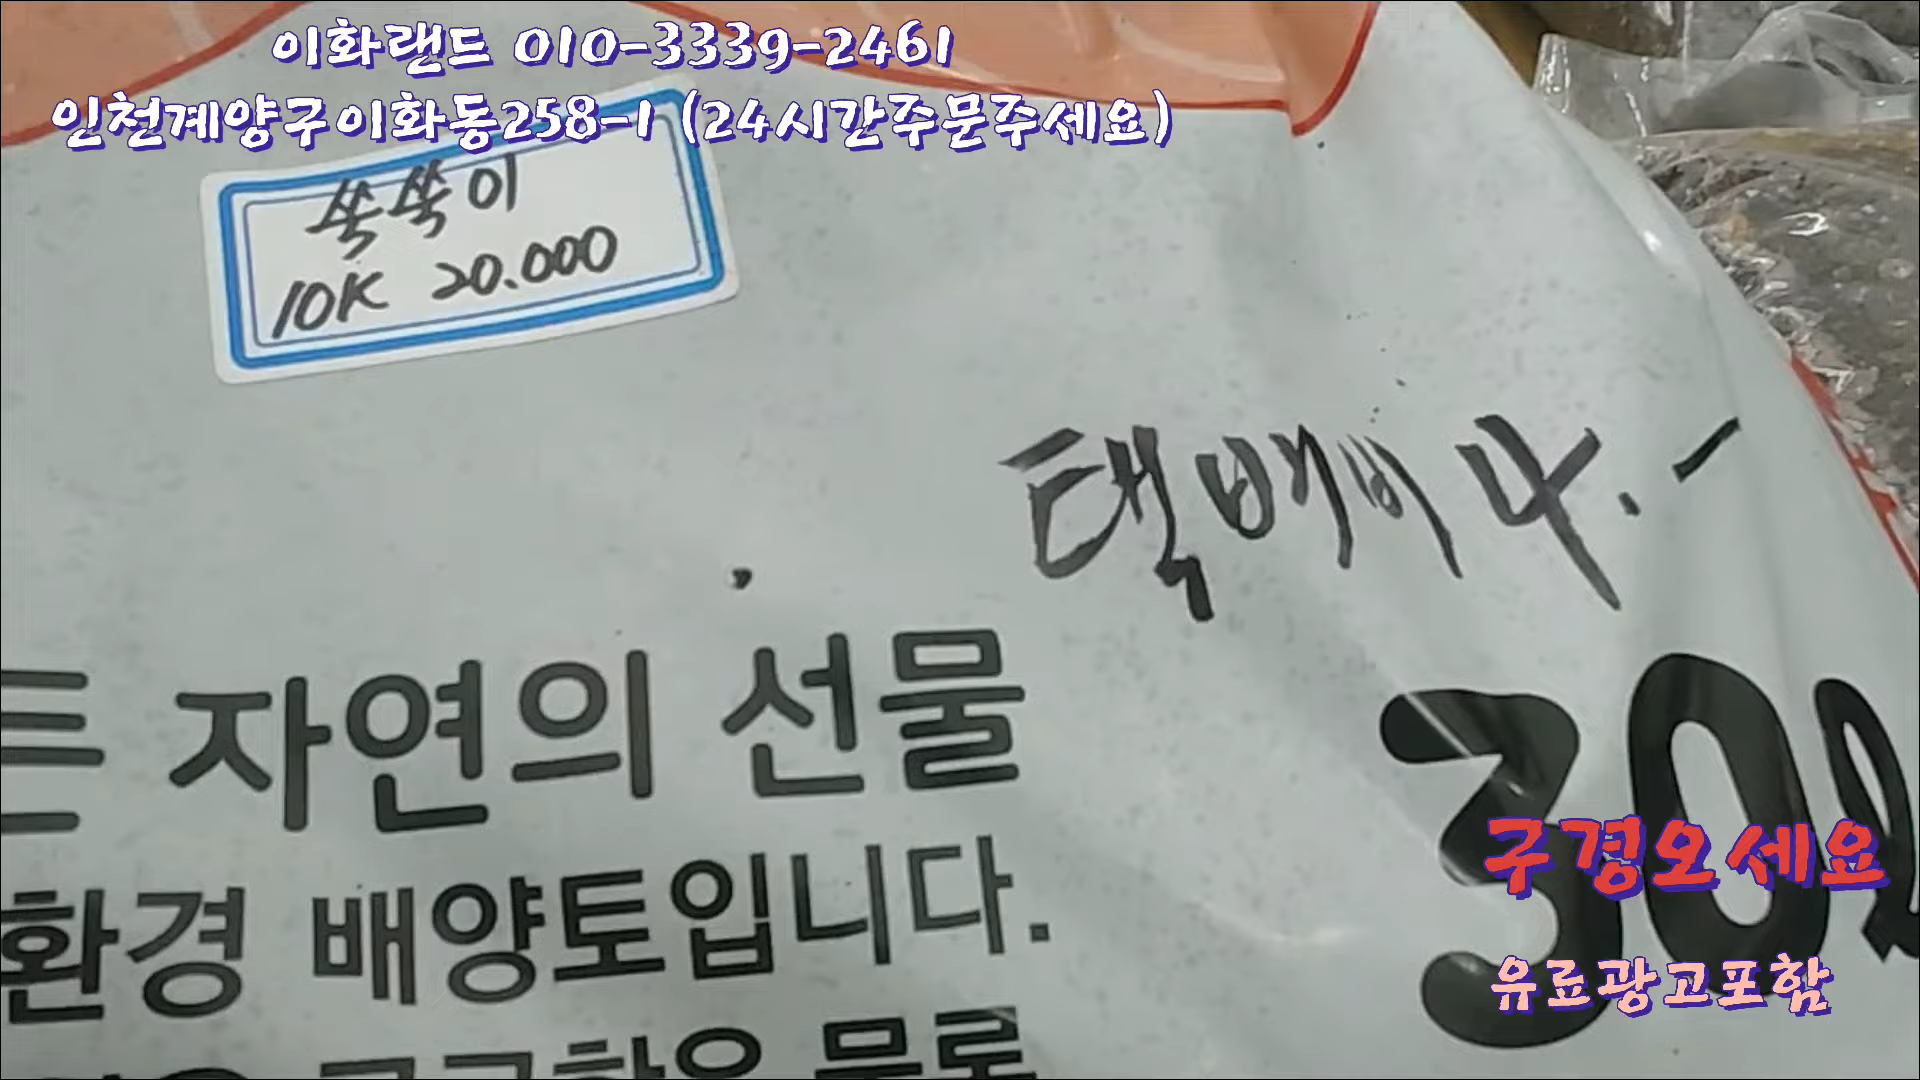 이화랜드 010-3339-2461
인천계양구이화동258-1 (24시간주문주세요)
쑥쑥이
10K 20.000
택배비 4.-
트 자연의 선물
30ℓ
환경 배양토입니다.
구경오세요
유료광고포함